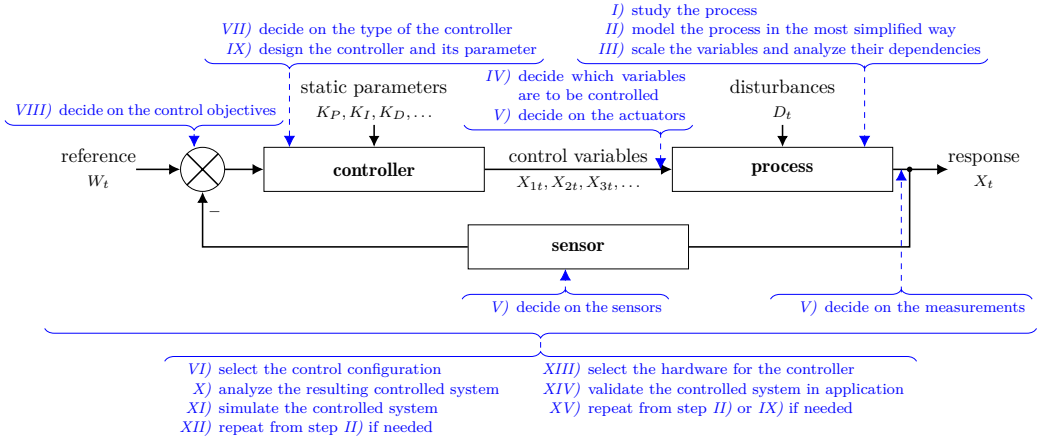 I) study the process
II) model the process in the most simplified way
III) scale the variables and analyze their dependencies
VII) decide on the type of the controller
IX) design the controller and its parameter
IV) decide which variables
are to be controlled
V) decide on the actuators
static parameters
K_P, K_I, K_D, …
disturbances
D_t
VIII) decide on the control objectives
reference
W_t
controller
control variables
X_{1t}, X_{2t}, X_{3t}, …
process
response
X_t
−
sensor
V) decide on the sensors
V) decide on the measurements
VI) select the control configuration
X) analyze the resulting controlled system
XI) simulate the controlled system
XII) repeat from step II) if needed
XIII) select the hardware for the controller
XIV) validate the controlled system in application
XV) repeat from step II) or IX) if needed